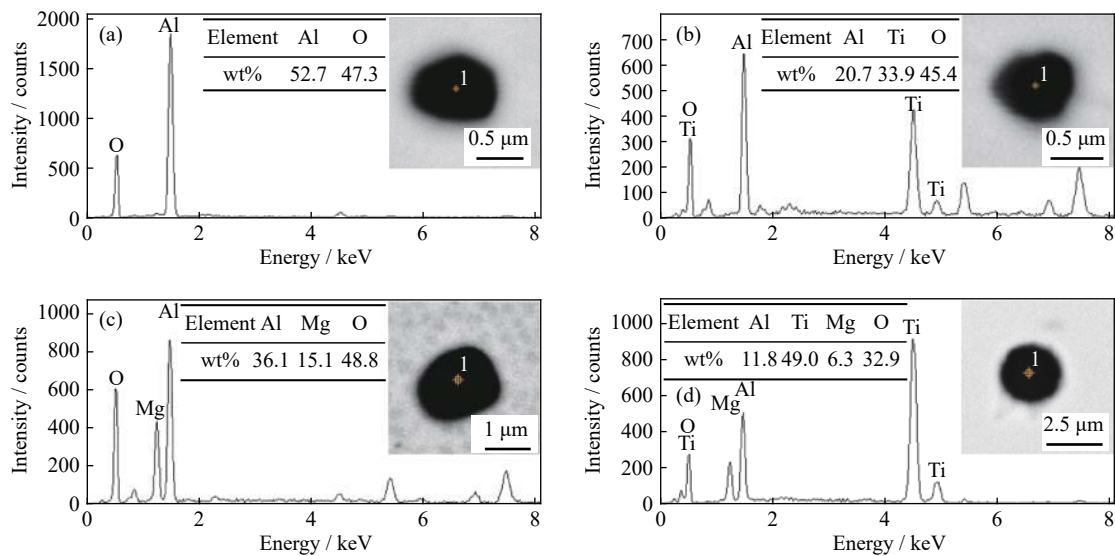 (a)
Element Al O
wt% 52.7 47.3
Al
O
1
0.5 μm
2000
1500
1000
500
0
Intensity / counts
0 2 4 6 8
Energy / keV
(b)
Element Al Ti O
wt% 20.7 33.9 45.4
Al
O
Ti
Ti
Ti
1
0.5 μm
700
600
500
400
300
200
100
0
Intensity / counts
0 2 4 6 8
Energy / keV
(c)
Element Al Mg O
wt% 36.1 15.1 48.8
Al
O
Mg
1
1 μm
1000
800
600
400
200
0
Intensity / counts
0 2 4 6 8
Energy / keV
Element Al Ti Mg O
wt% 11.8 49.0 6.3 32.9
(d)
Ti
Al
Mg
O
Ti
Ti
1
2.5 μm
1000
800
600
400
200
0
Intensity / counts
0 2 4 6 8
Energy / keV